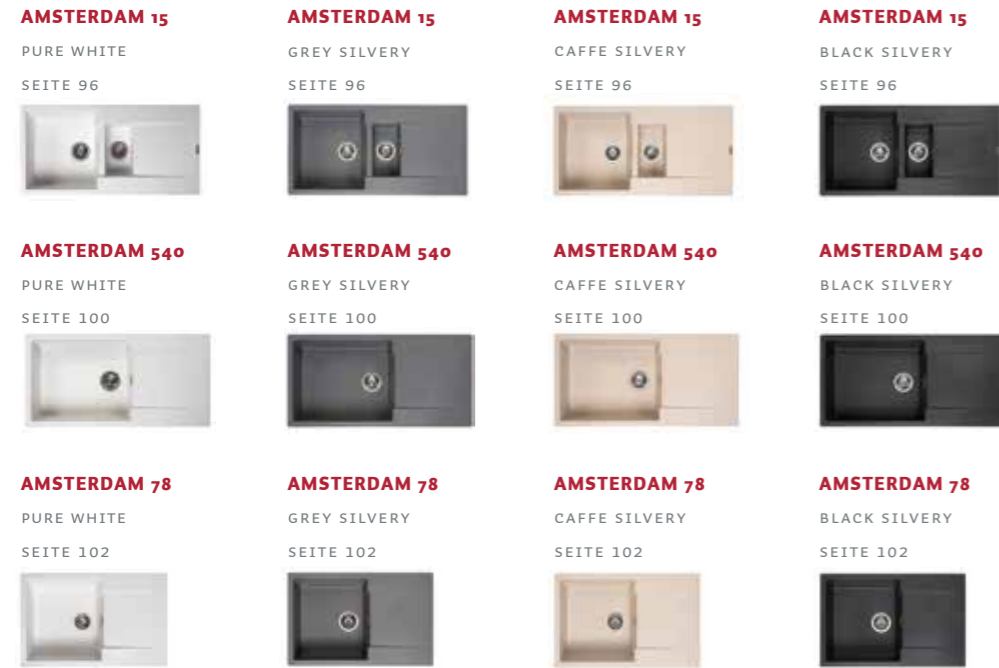 AMSTERDAM 15
PURE WHITE
SEITE 96
AMSTERDAM 15
GREY SILVERY
SEITE 96
AMSTERDAM 15
CAFFE SILVERY
SEITE 96
AMSTERDAM 15
BLACK SILVERY
SEITE 96
AMSTERDAM 540
PURE WHITE
SEITE 100
AMSTERDAM 540
GREY SILVERY
SEITE 100
AMSTERDAM 540
CAFFE SILVERY
SEITE 100
AMSTERDAM 540
BLACK SILVERY
SEITE 100
AMSTERDAM 78
PURE WHITE
SEITE 102
AMSTERDAM 78
GREY SILVERY
SEITE 102
AMSTERDAM 78
CAFFE SILVERY
SEITE 102
AMSTERDAM 78
BLACK SILVERY
SEITE 102